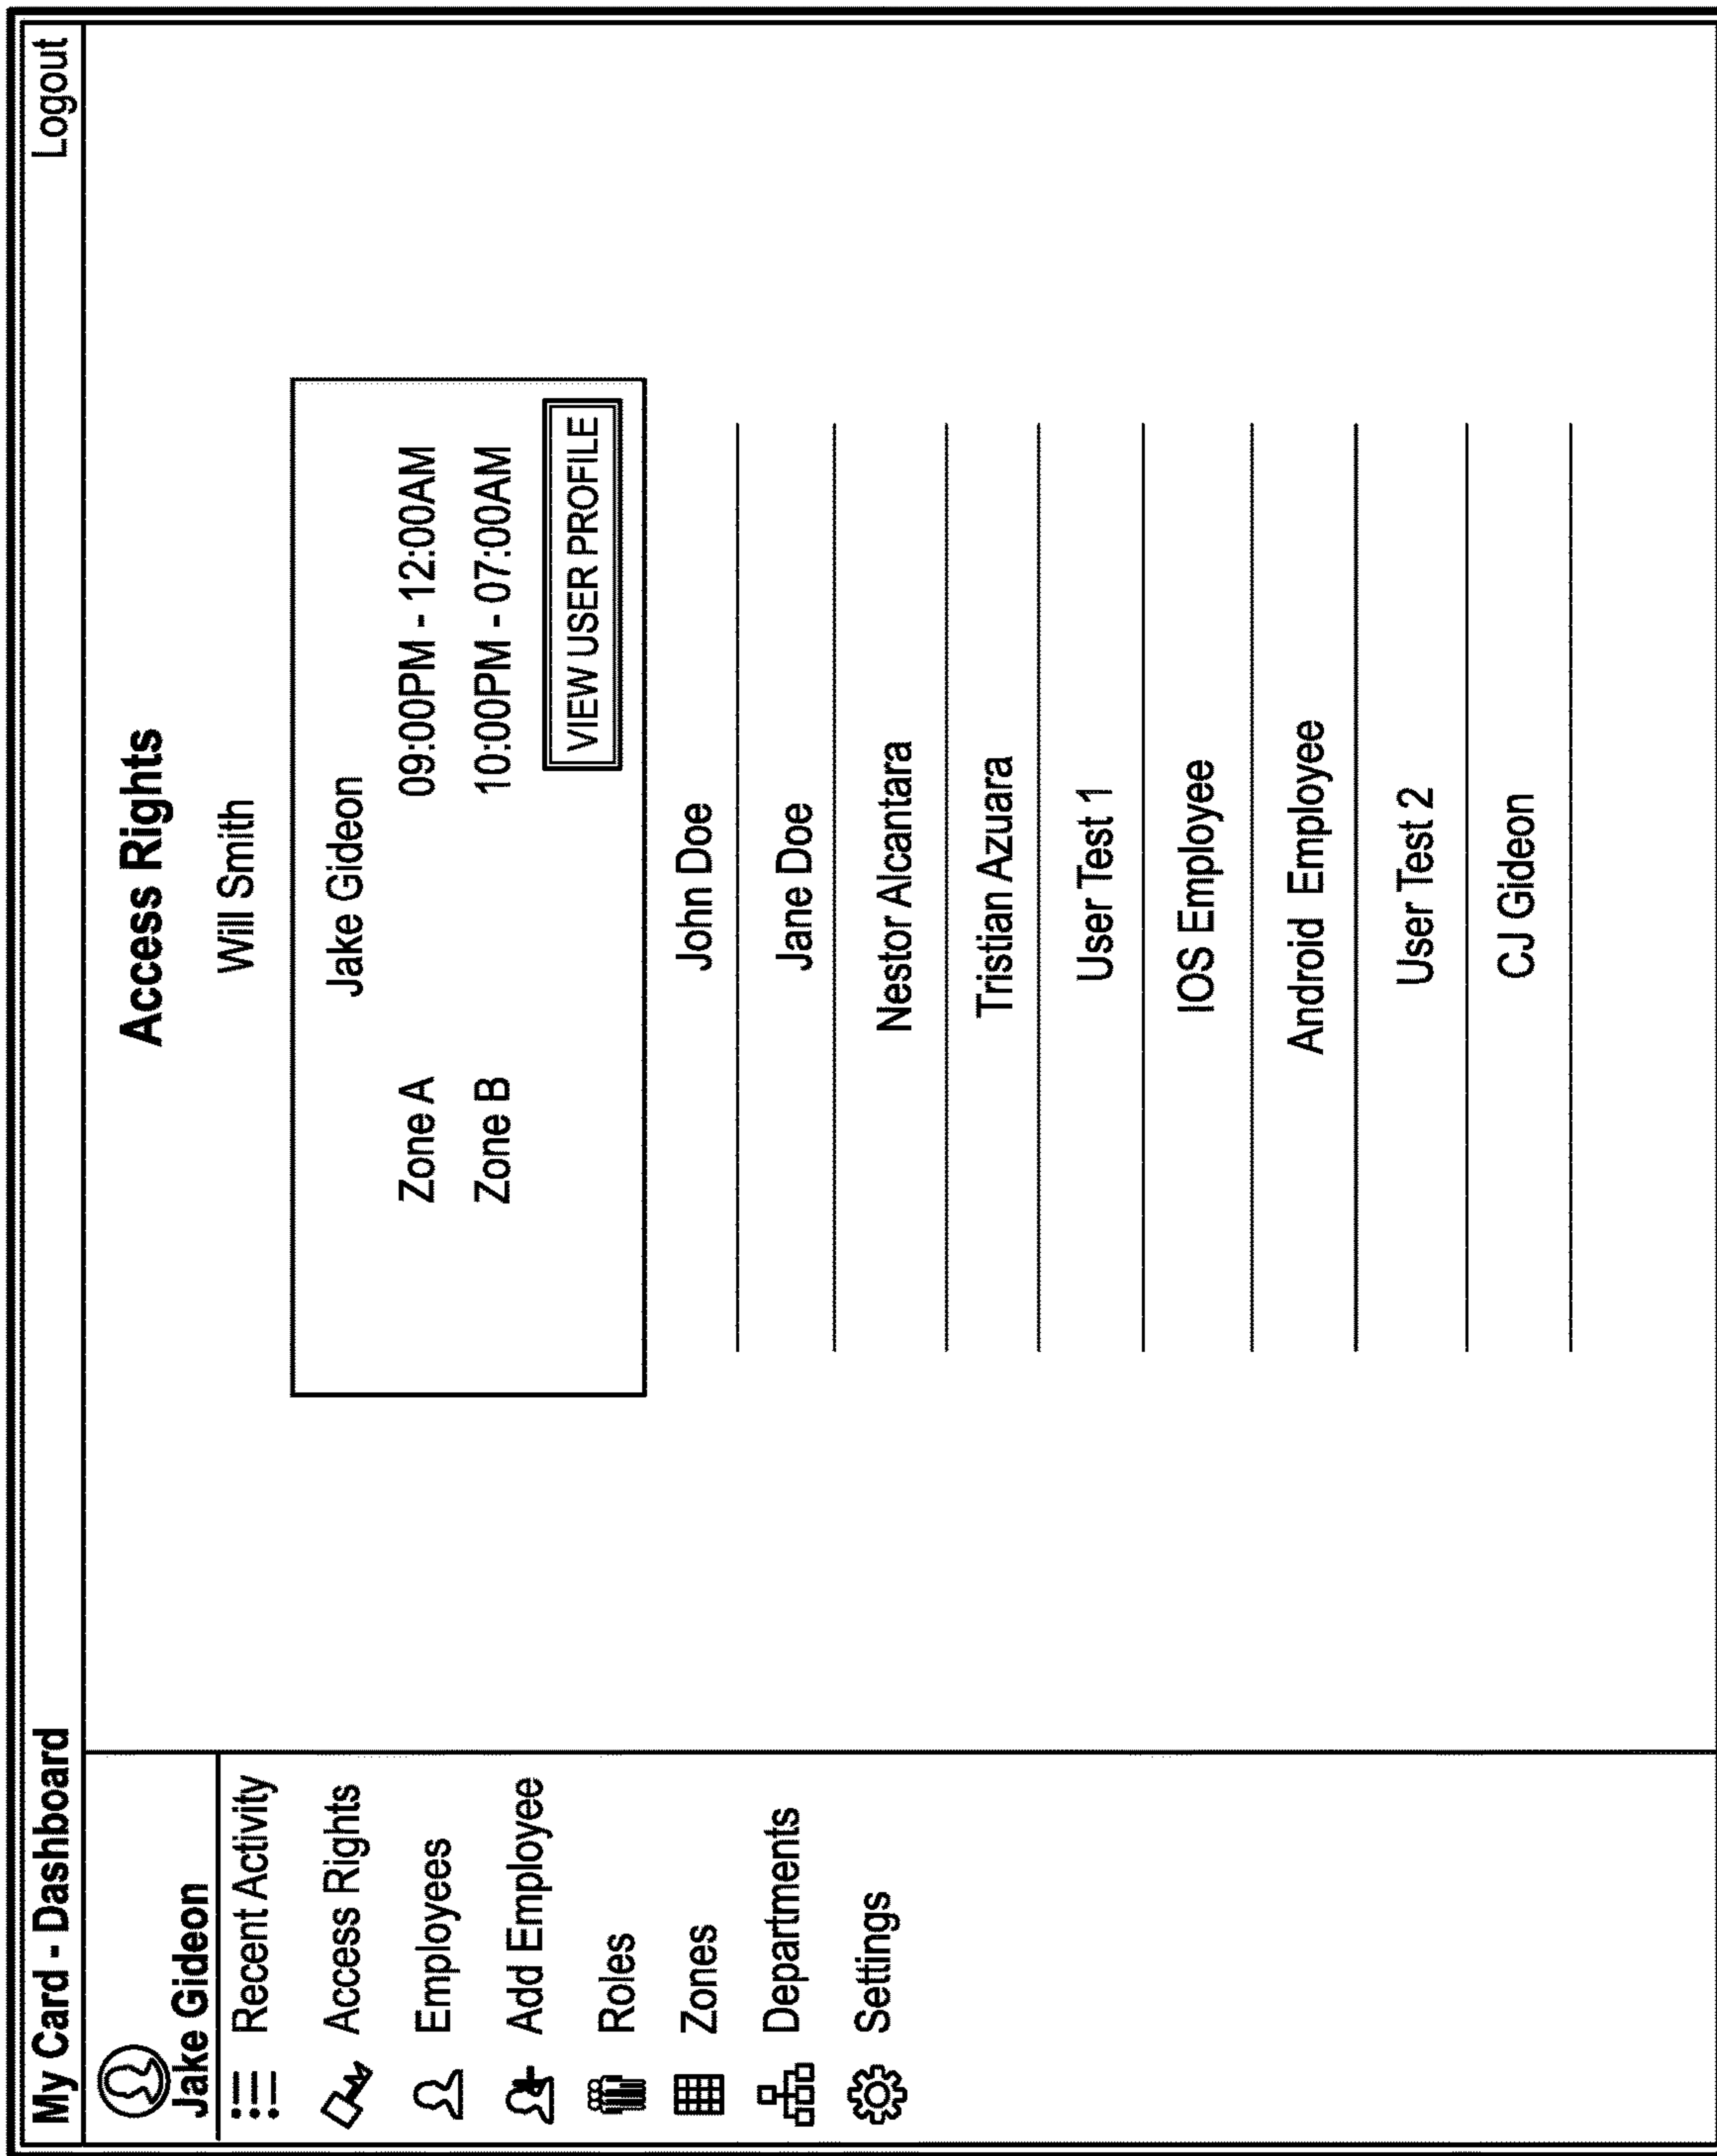 My Card - Dashboard
Logout
Jake Gideon
Recent Activity
Access Rights
Employees
Add Employee
Roles
Zones
Departments
Settings
Access Rights
Will Smith
Jake Gideon
Zone A 09:00PM - 12:00AM
Zone B 10:00PM - 07:00AM
VIEW USER PROFILE
John Doe
Jane Doe
Nestor Alcantara
Tristian Azuara
User Test 1
IOS Employee
Android Employee
User Test 2
CJ Gideon